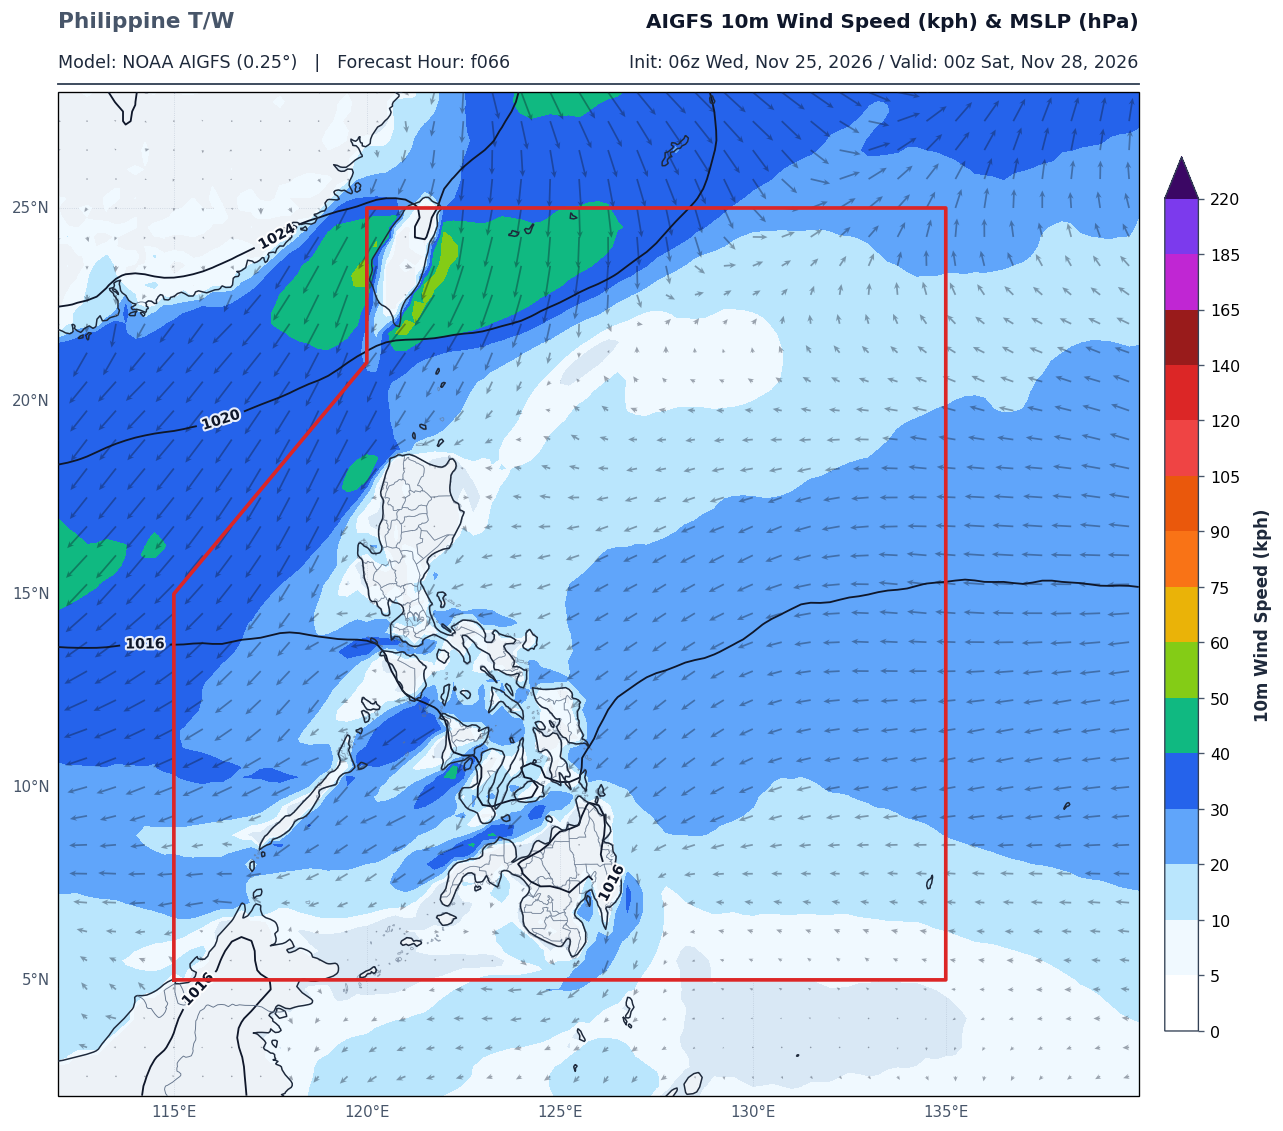 Philippine T/W
AIGFS 10m Wind Speed (kph) & MSLP (hPa)
Model: NOAA AIGFS (0.25°) | Forecast Hour: f066
Init: 06z Wed, Nov 25, 2026 / Valid: 00z Sat, Nov 28, 2026
25°N
20°N
15°N
10°N
5°N
115°E
120°E
125°E
130°E
135°E
1024
1020
1016
1016
1016
220
185
165
140
120
105
90
75
60
50
40
30
20
10
5
0
10m Wind Speed (kph)